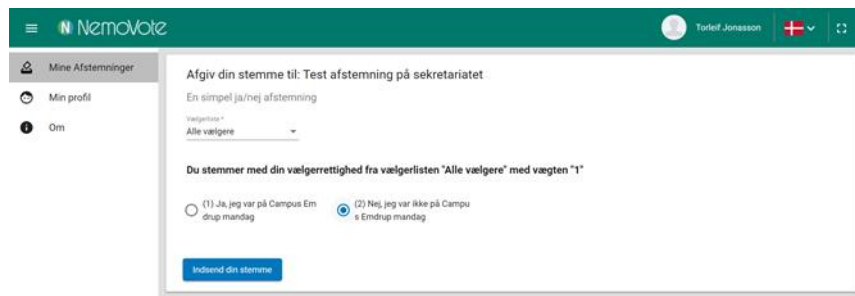 NemoVote
Torleif Jonasson
Mine Afstemninger
Min profil
Om
Afgiv din stemme til: Test afstemning på sekretariatet
En simpel ja/nej afstemning
Vælgerliste *
Alle vælgere
Du stemmer med din vælgerrettighed fra vælgerlisten "Alle vælgere" med vægten "1"
(1) Ja, jeg var på Campus Em
drup mandag
(2) Nej, jeg var ikke på Campu
s Emdrup mandag
Indsend din stemme